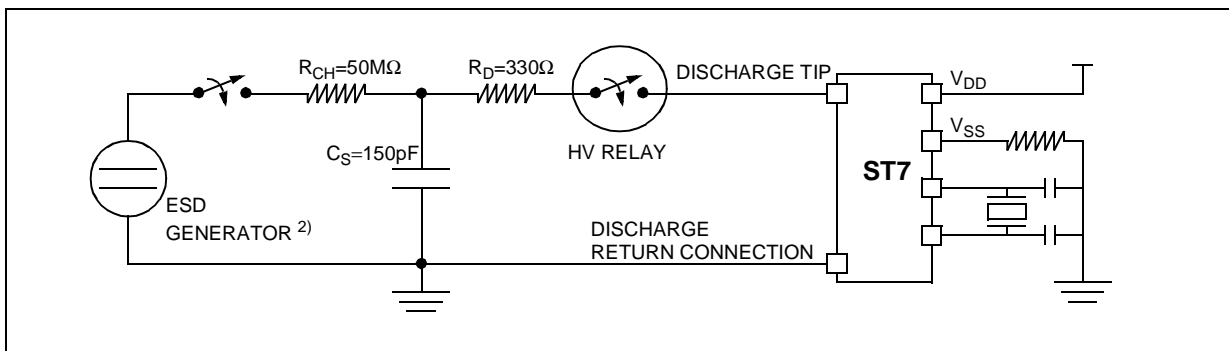 R_CH=50MΩ
R_D=330Ω
DISCHARGE TIP
V_DD
V_SS
C_S=150pF
HV RELAY
ST7
ESD
GENERATOR 2)
DISCHARGE
RETURN CONNECTION